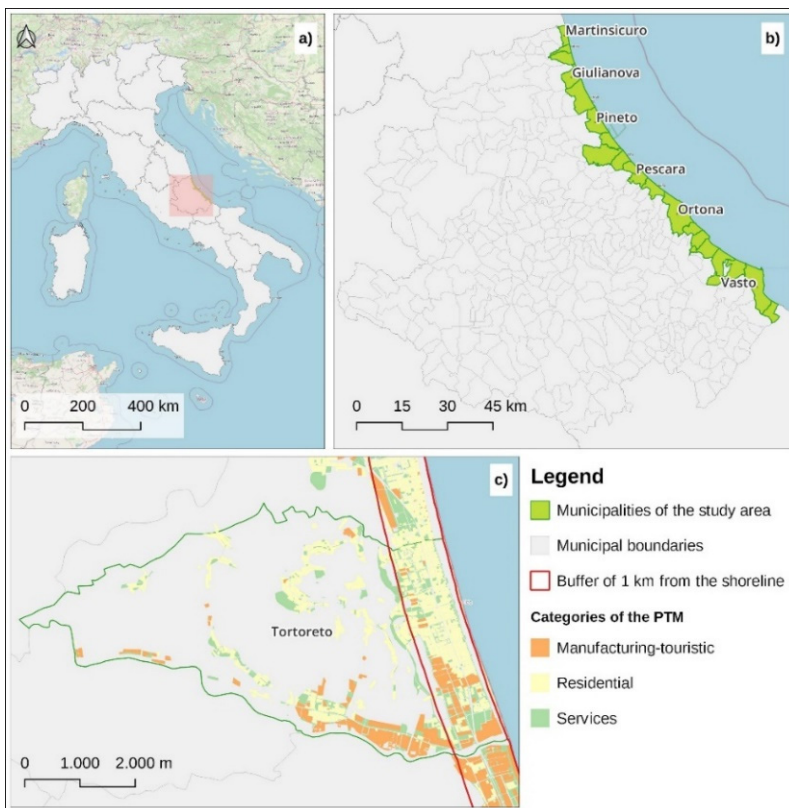 a)
0 200 400 km
b)
Martinsicuro
Giulianova
Pineto
Pescara
Ortona
Vasto
0 15 30 45 km
c)
Tortoreto
0 1.000 2.000 m
Legend
Municipalities of the study area
Municipal boundaries
Buffer of 1 km from the shoreline
Categories of the PTM
Manufacturing-touristic
Residential
Services